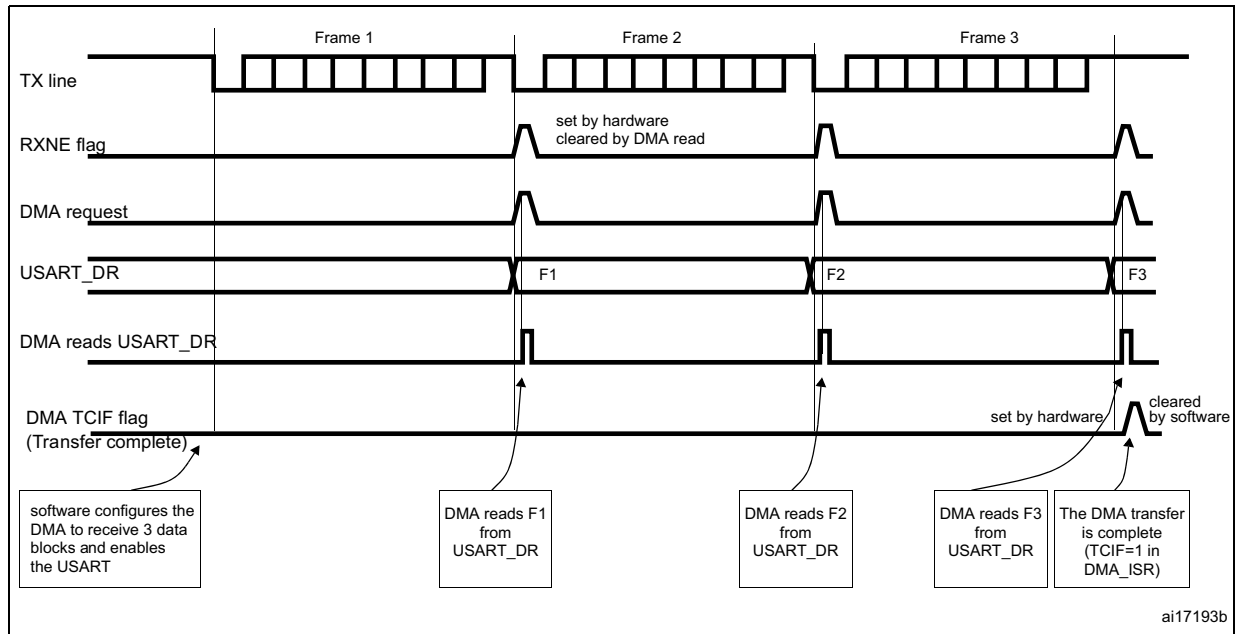 Frame 1
Frame 2
Frame 3
TX line
set by hardware
cleared by DMA read
RXNE flag
DMA request
USART_DR
F1
F2
F3
DMA reads USART_DR
DMA TCIF flag
(Transfer complete)
set by hardware
cleared
by software
software configures the
DMA to receive 3 data
blocks and enables
the USART
DMA reads F1
from
USART_DR
DMA reads F2
from
USART_DR
DMA reads F3
from
USART_DR
The DMA transfer
is complete
(TCIF=1 in
DMA_ISR)
ai17193b